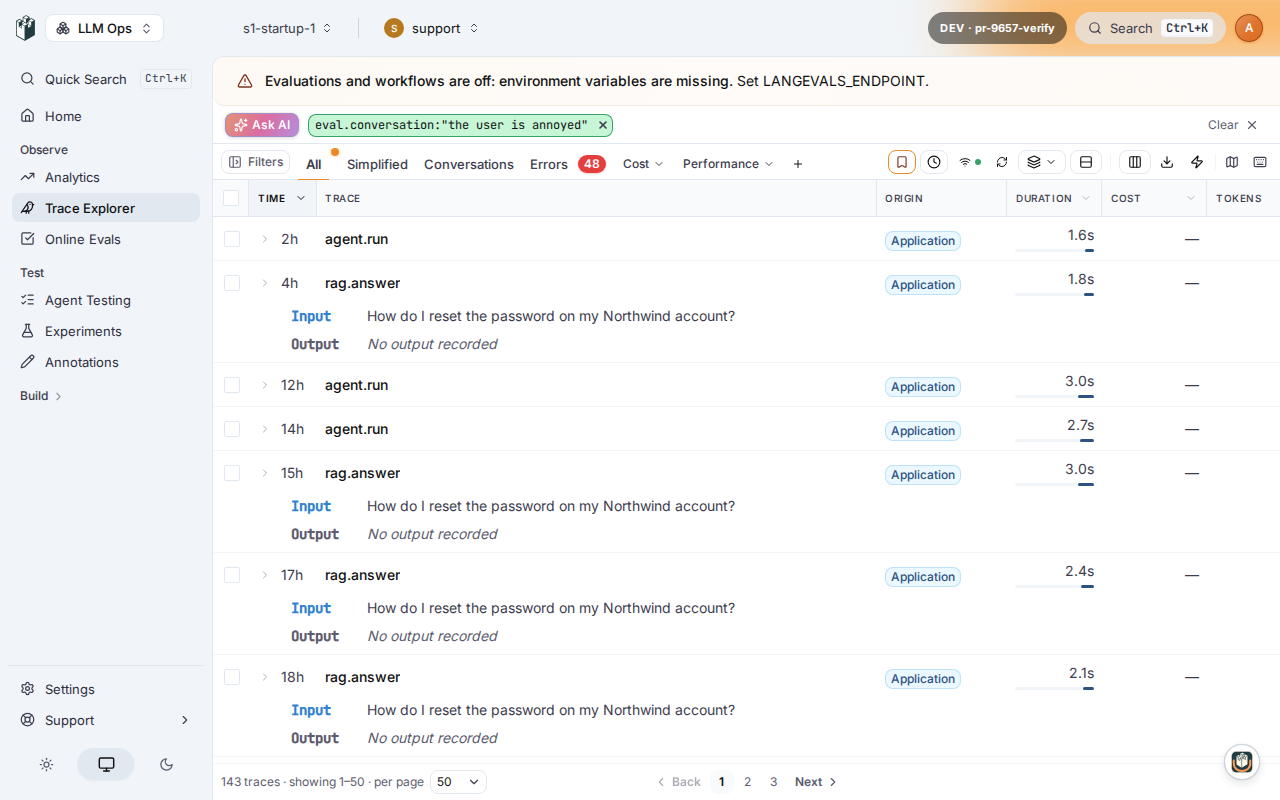 LLM Ops
s1-startup-1
S support
DEV · pr-9657-verify
Search Ctrl+K
A
Quick Search Ctrl+K
Home
Observe
Analytics
Trace Explorer
Online Evals
Test
Agent Testing
Experiments
Annotations
Build
Settings
Support
Evaluations and workflows are off: environment variables are missing. Set LANGEVALS_ENDPOINT.
Ask AI
eval.conversation:"the user is annoyed"
Clear
Filters
All
Simplified
Conversations
Errors 48
Cost
Performance
TIME TRACE ORIGIN DURATION COST TOKENS
2h agent.run Application 1.6s —
4h rag.answer Application 1.8s —
Input How do I reset the password on my Northwind account?
Output No output recorded
12h agent.run Application 3.0s —
14h agent.run Application 2.7s —
15h rag.answer Application 3.0s —
Input How do I reset the password on my Northwind account?
Output No output recorded
17h rag.answer Application 2.4s —
Input How do I reset the password on my Northwind account?
Output No output recorded
18h rag.answer Application 2.1s —
Input How do I reset the password on my Northwind account?
Output No output recorded
143 traces · showing 1–50 · per page 50
Back 1 2 3 Next